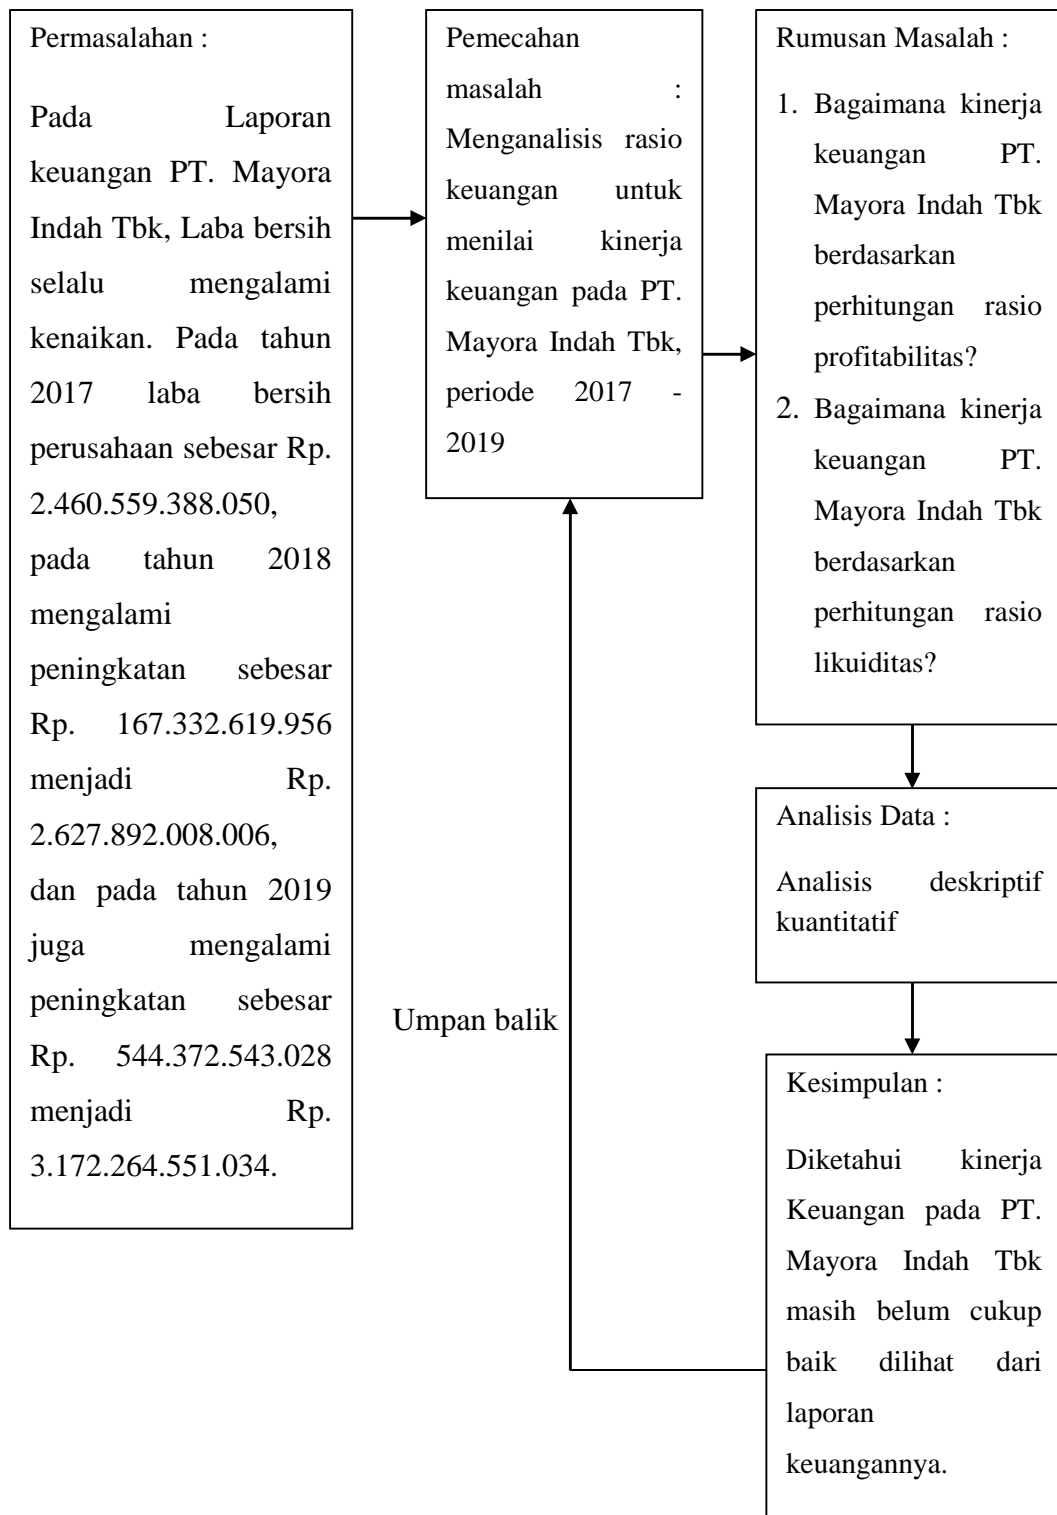 Permasalahan :
Pada Laporan
keuangan PT. Mayora
Indah Tbk, Laba bersih
selalu mengalami
kenaikan. Pada tahun
2017 laba bersih
perusahaan sebesar Rp.
2.460.559.388.050,
pada tahun 2018
mengalami
peningkatan sebesar
Rp. 167.332.619.956
menjadi Rp.
2.627.892.008.006,
dan pada tahun 2019
juga mengalami
peningkatan sebesar
Rp. 544.372.543.028
menjadi Rp.
3.172.264.551.034.
Pemecahan
masalah :
Menganalisis rasio
keuangan untuk
menilai kinerja
keuangan pada PT.
Mayora Indah Tbk,
periode 2017 -
2019
Rumusan Masalah :
1. Bagaimana kinerja
keuangan PT.
Mayora Indah Tbk
berdasarkan
perhitungan rasio
profitabilitas?
2. Bagaimana kinerja
keuangan PT.
Mayora Indah Tbk
berdasarkan
perhitungan rasio
likuiditas?
Analisis Data :
Analisis deskriptif
kuantitatif
Umpan balik
Kesimpulan :
Diketahui kinerja
Keuangan pada PT.
Mayora Indah Tbk
masih belum cukup
baik dilihat dari
laporan
keuangannya.